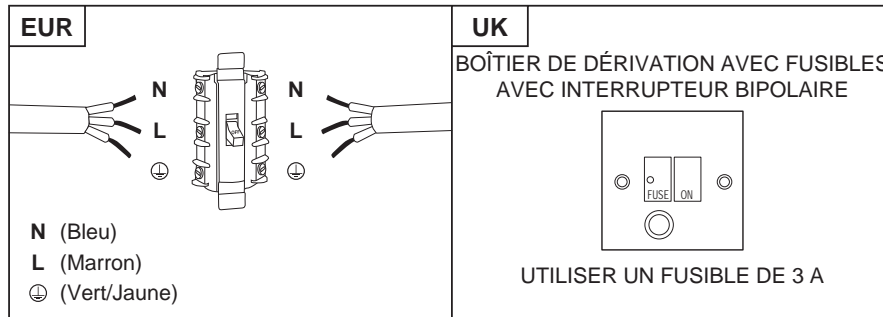 EUR
N
N
L
OFF
L
⏚
⏚
N (Bleu)
L (Marron)
⏚ (Vert/Jaune)
UK
BOÎTIER DE DÉRIVATION AVEC FUSIBLES
AVEC INTERRUPTEUR BIPOLAIRE
FUSE
ON
UTILISER UN FUSIBLE DE 3 A